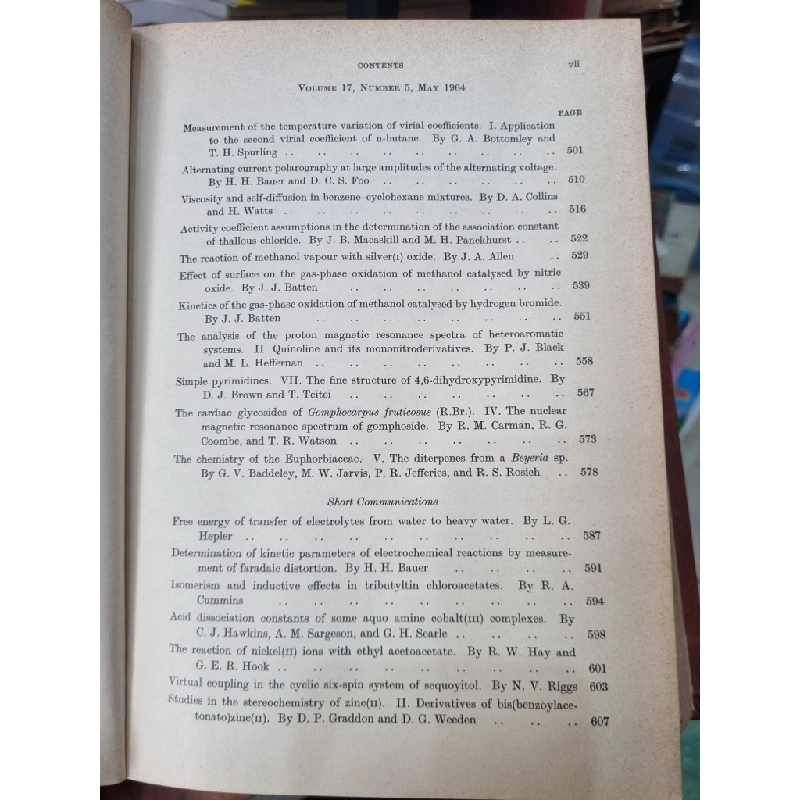 CONTENTS vii
VOLUME 17, NUMBER 5, MAY 1964
PAGE
Measurement of the temperature variation of virial coefficients. I. Application
to the second virial coefficient of n-butane. By G. A. Bottomley and
T. H. Spurling .. .. .. .. .. .. .. .. .. 501
Alternating current polarography at large amplitudes of the alternating voltage.
By H. H. Bauer and D. C. S. Foo .. .. .. .. .. .. 510
Viscosity and self-diffusion in benzene–cyclohexane mixtures. By D. A. Collins
and H. Watts .. .. .. .. .. .. .. .. .. 516
Activity coefficient assumptions in the determination of the association constant
of thallous chloride. By J. B. Macaskill and M. H. Panckhurst .. .. 522
The reaction of methanol vapour with silver(I) oxide. By J. A. Allen .. 529
Effect of surface on the gas-phase oxidation of methanol catalysed by nitric
oxide. By J. J. Batten .. .. .. .. .. .. .. 539
Kinetics of the gas-phase oxidation of methanol catalysed by hydrogen bromide.
By J. J. Batten .. .. .. .. .. .. .. 551
The analysis of the proton magnetic resonance spectra of heteroaromatic
systems. II Quinoline and its mononitroderivatives. By P. J. Black
and M. L. Heffernan .. .. .. .. .. .. .. .. 558
Simple pyrimidines. VII. The fine structure of 4,6-dihydroxypyrimidine. By
D. J. Brown and T. Teitei .. .. .. .. .. .. .. 567
The cardiac glycosides of Gomphocarpus fruticosus (R.Br.). IV. The nuclear
magnetic resonance spectrum of gomphoside. By R. M. Carman, R. G.
Coombe, and T. R. Watson .. .. .. .. .. .. .. 573
The chemistry of the Euphorbiaceae. V. The diterpenes from a Beyeria sp.
By G. V. Baddeley, M. W. Jarvis, P. R. Jefferies, and R. S. Rosich .. 578
Short Communications
Free energy of transfer of electrolytes from water to heavy water. By L. G.
Hepler .. .. .. .. .. .. .. .. .. .. 587
Determination of kinetic parameters of electrochemical reactions by measure-
ment of faradaic distortion. By H. H. Bauer .. .. .. .. 591
Isomerism and inductive effects in tributyltin chloroacetates. By R. A.
Cummins .. .. .. .. .. .. .. .. .. 594
Acid dissociation constants of some aquo amine cobalt(III) complexes. By
C. J. Hawkins, A. M. Sargeson, and G. H. Searle .. .. .. .. 598
The reaction of nickel(II) ions with ethyl acetoacetate. By R. W. Hay and
G. E. R. Hook .. .. .. .. .. .. .. .. .. 601
Virtual coupling in the cyclic six-spin system of sequoyitol. By N. V. Riggs 603
Studies in the stereochemistry of zinc(II). II. Derivatives of bis(benzoylace-
tonato)zinc(II). By D. P. Graddon and D. G. Weeden .. .. .. 607